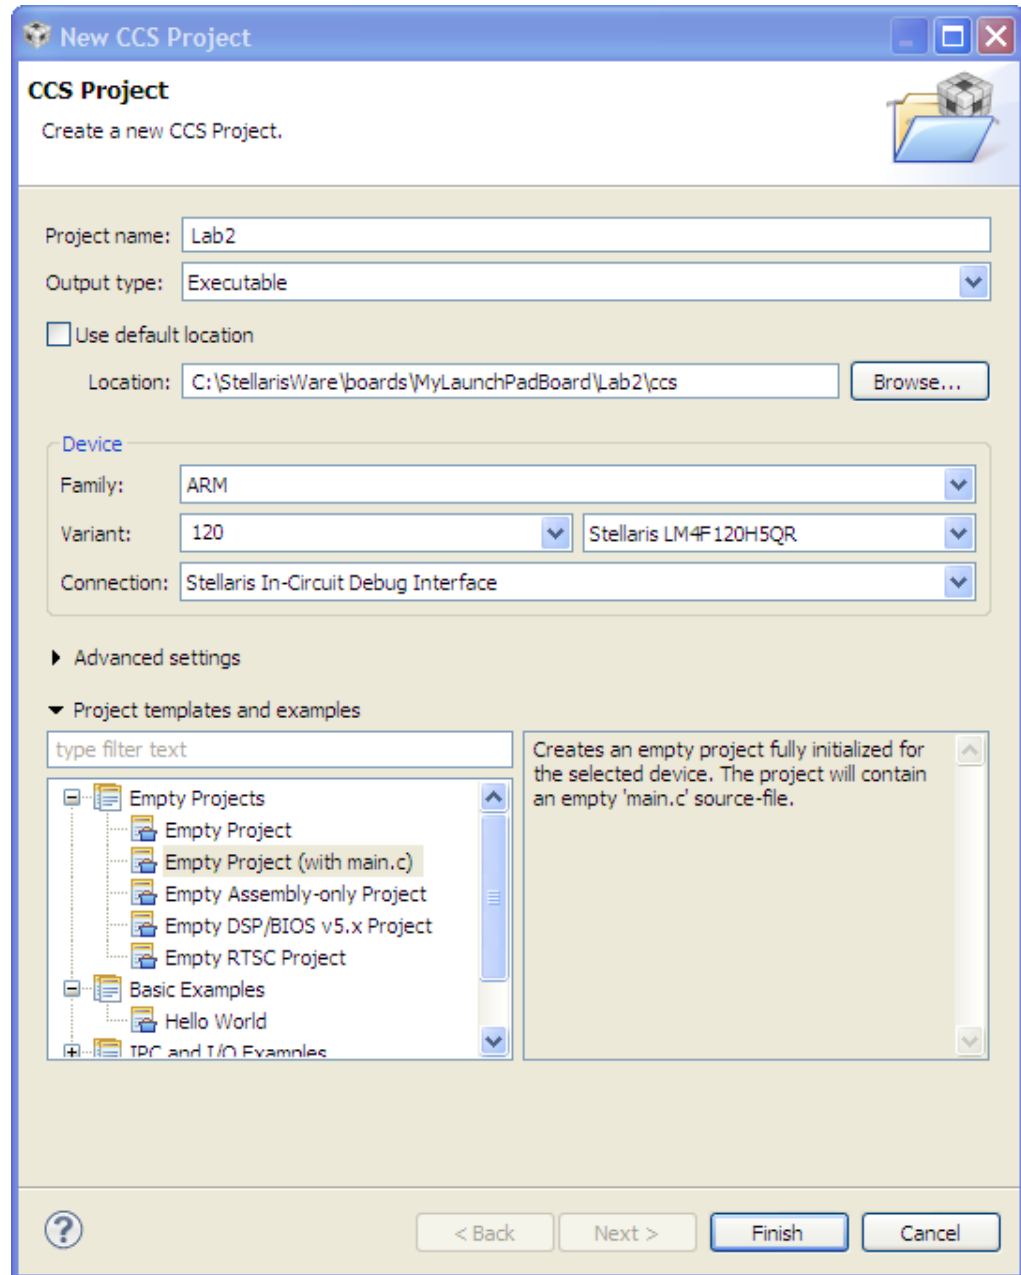 New CCS Project
CCS Project
Create a new CCS Project.
Project name: Lab2
Output type: Executable
Use default location
Location: C:\StellarisWare\boards\MyLaunchPadBoard\Lab2\ccs Browse...
Device
Family: ARM
Variant: 120 Stellaris LM4F120H5QR
Connection: Stellaris In-Circuit Debug Interface
Advanced settings
Project templates and examples
type filter text
Empty Projects
Empty Project
Empty Project (with main.c)
Empty Assembly-only Project
Empty DSP/BIOS v5.x Project
Empty RTSC Project
Basic Examples
Hello World
IPC and I/O Examples
Creates an empty project fully initialized for
the selected device. The project will contain
an empty 'main.c' source-file.
? < Back Next > Finish Cancel